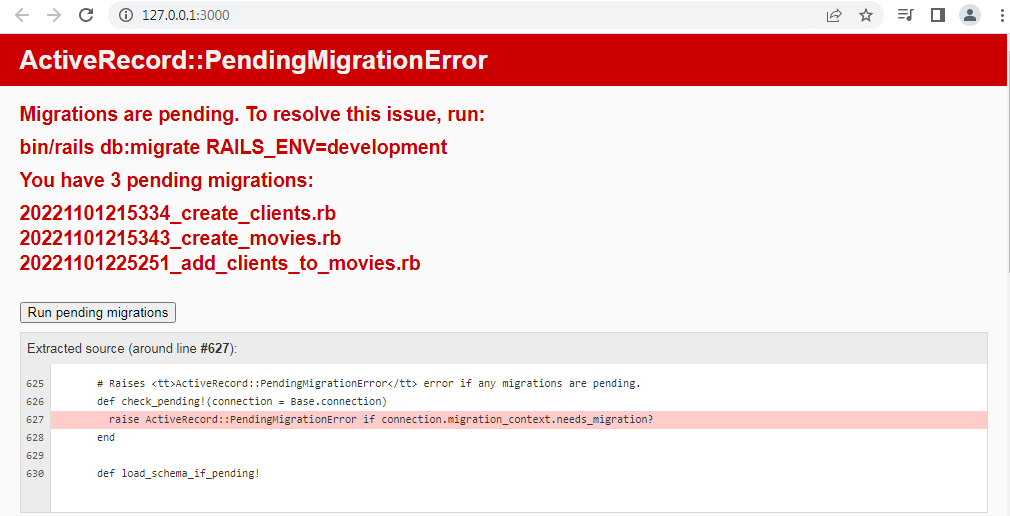 127.0.0.1:3000
ActiveRecord::PendingMigrationError
Migrations are pending. To resolve this issue, run:
bin/rails db:migrate RAILS_ENV=development
You have 3 pending migrations:
20221101215334_create_clients.rb
20221101215343_create_movies.rb
20221101225251_add_clients_to_movies.rb
Run pending migrations
Extracted source (around line #627):
625 # Raises <tt>ActiveRecord::PendingMigrationError</tt> error if any migrations are pending.
626 def check_pending!(connection = Base.connection)
627 raise ActiveRecord::PendingMigrationError if connection.migration_context.needs_migration?
628 end
629
630 def load_schema_if_pending!